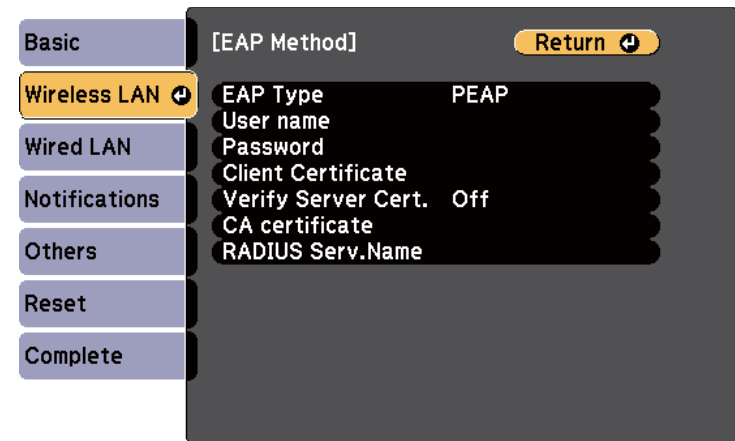 Basic
Wireless LAN
Wired LAN
Notifications
Others
Reset
Complete
[EAP Method]
Return
EAP Type PEAP
User name
Password
Client Certificate
Verify Server Cert. Off
CA certificate
RADIUS Serv.Name